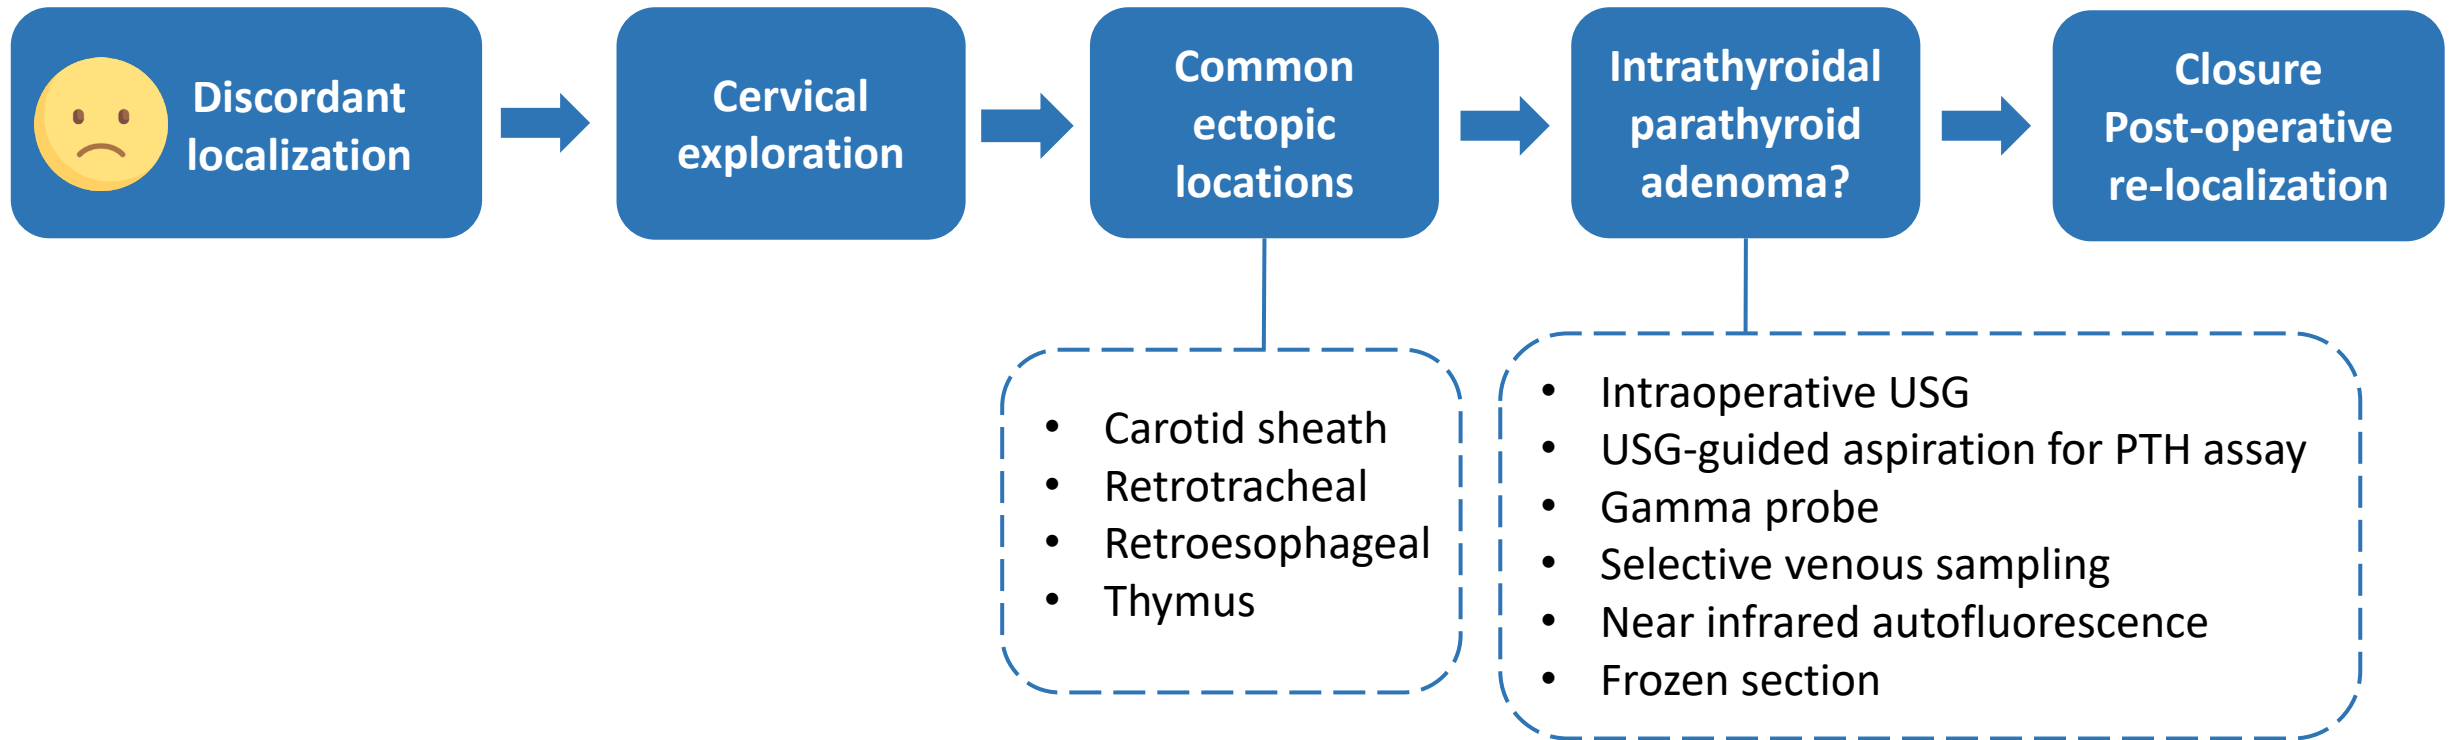 Discordant
localization
Cervical
exploration
Common
ectopic
locations
Intrathyroidal
parathyroid
adenoma?
Closure
Post-operative
re-localization
• Carotid sheath
• Retrotracheal
• Retroesophageal
• Thymus
• Intraoperative USG
• USG-guided aspiration for PTH assay
• Gamma probe
• Selective venous sampling
• Near infrared autofluorescence
• Frozen section